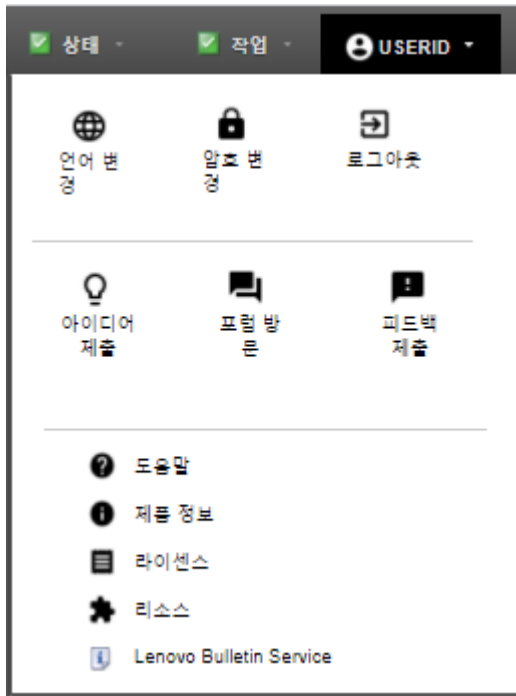 상태 작업 USERID
언어 변경 암호 변경 로그아웃
아이디어 제출 포럼 방문 피드백 제출
도움말
제품 정보
라이센스
리소스
Lenovo Bulletin Service